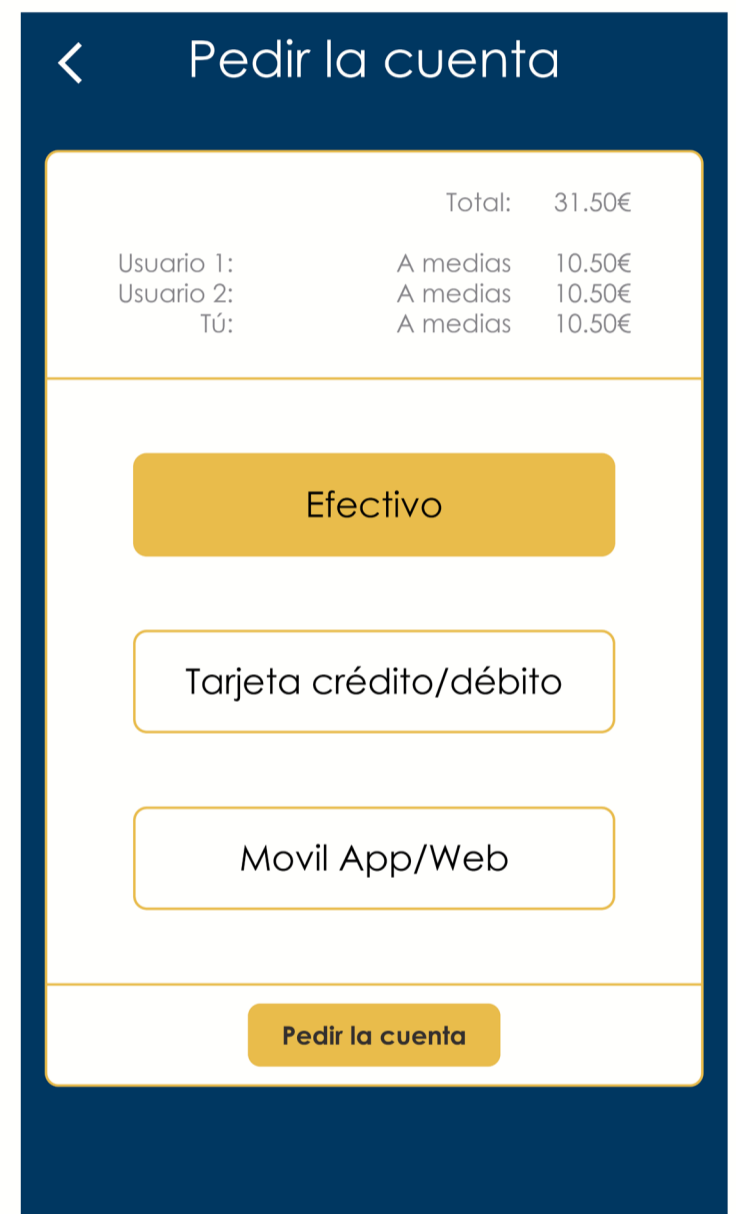 Pedir la cuenta
Total: 31.50€
Usuario 1: A medias 10.50€
Usuario 2: A medias 10.50€
Tú: A medias 10.50€
Efectivo
Tarjeta crédito/débito
Movil App/Web
Pedir la cuenta